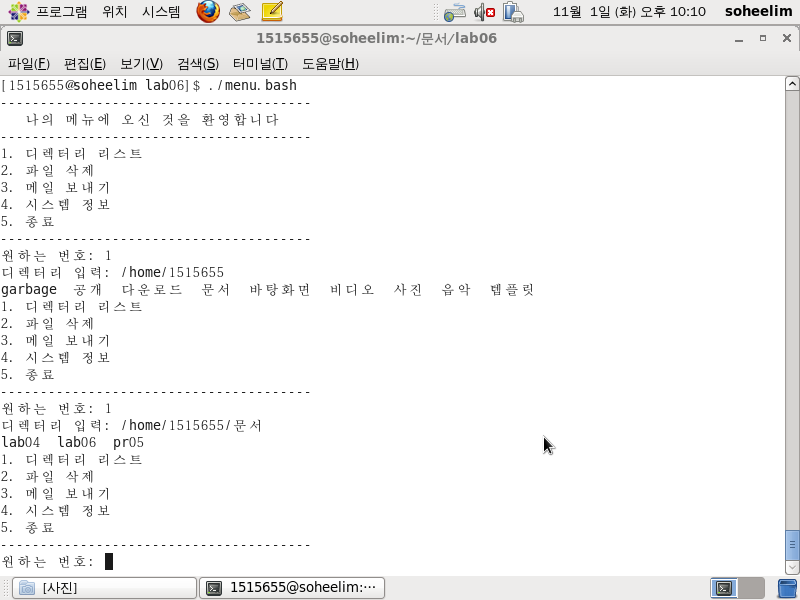 프로그램 위치 시스템 11월 1일 (화) 오후 10:10 soheelim
1515655@soheelim:~/문서/lab06
파일(F) 편집(E) 보기(V) 검색(S) 터미널(T) 도움말(H)
[1515655@soheelim lab06]$ ./menu.bash
---------------------------------------
나의 메뉴에 오신 것을 환영합니다
---------------------------------------
1. 디렉터리 리스트
2. 파일 삭제
3. 메일 보내기
4. 시스템 정보
5. 종료
---------------------------------------
원하는 번호: 1
디렉터리 입력: /home/1515655
garbage 공개 다운로드 문서 바탕화면 비디오 사진 음악 템플릿
1. 디렉터리 리스트
2. 파일 삭제
3. 메일 보내기
4. 시스템 정보
5. 종료
---------------------------------------
원하는 번호: 1
디렉터리 입력: /home/1515655/문서
lab04 lab06 pr05
1. 디렉터리 리스트
2. 파일 삭제
3. 메일 보내기
4. 시스템 정보
5. 종료
---------------------------------------
원하는 번호:
[사진] 1515655@soheelim:···